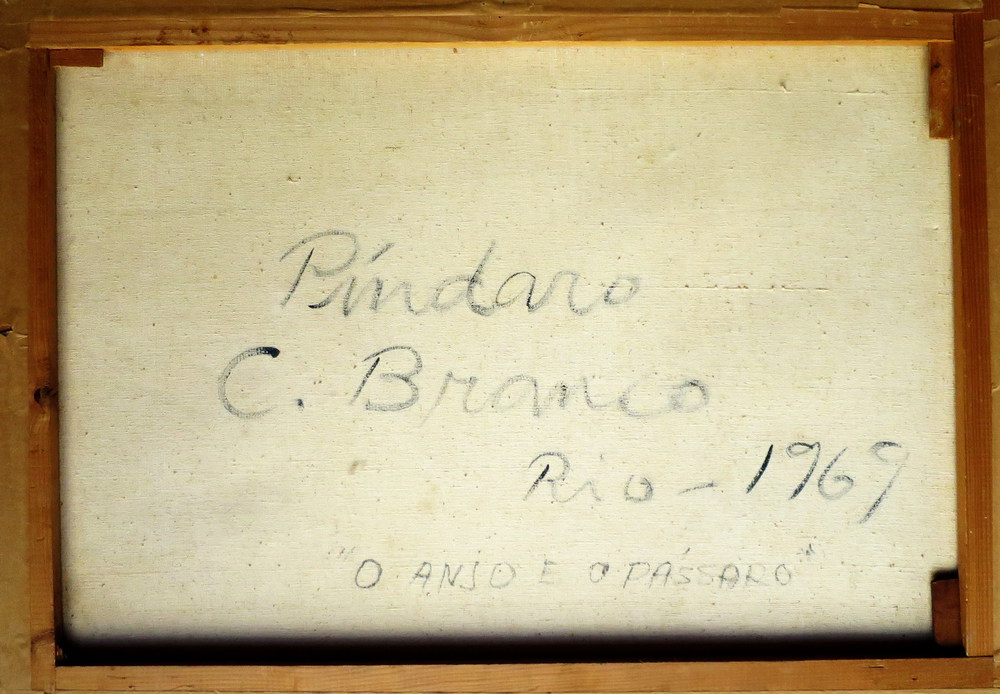 Píndaro
C. Branco
Rio - 1969
"O ANJO E O PÁSSARO"